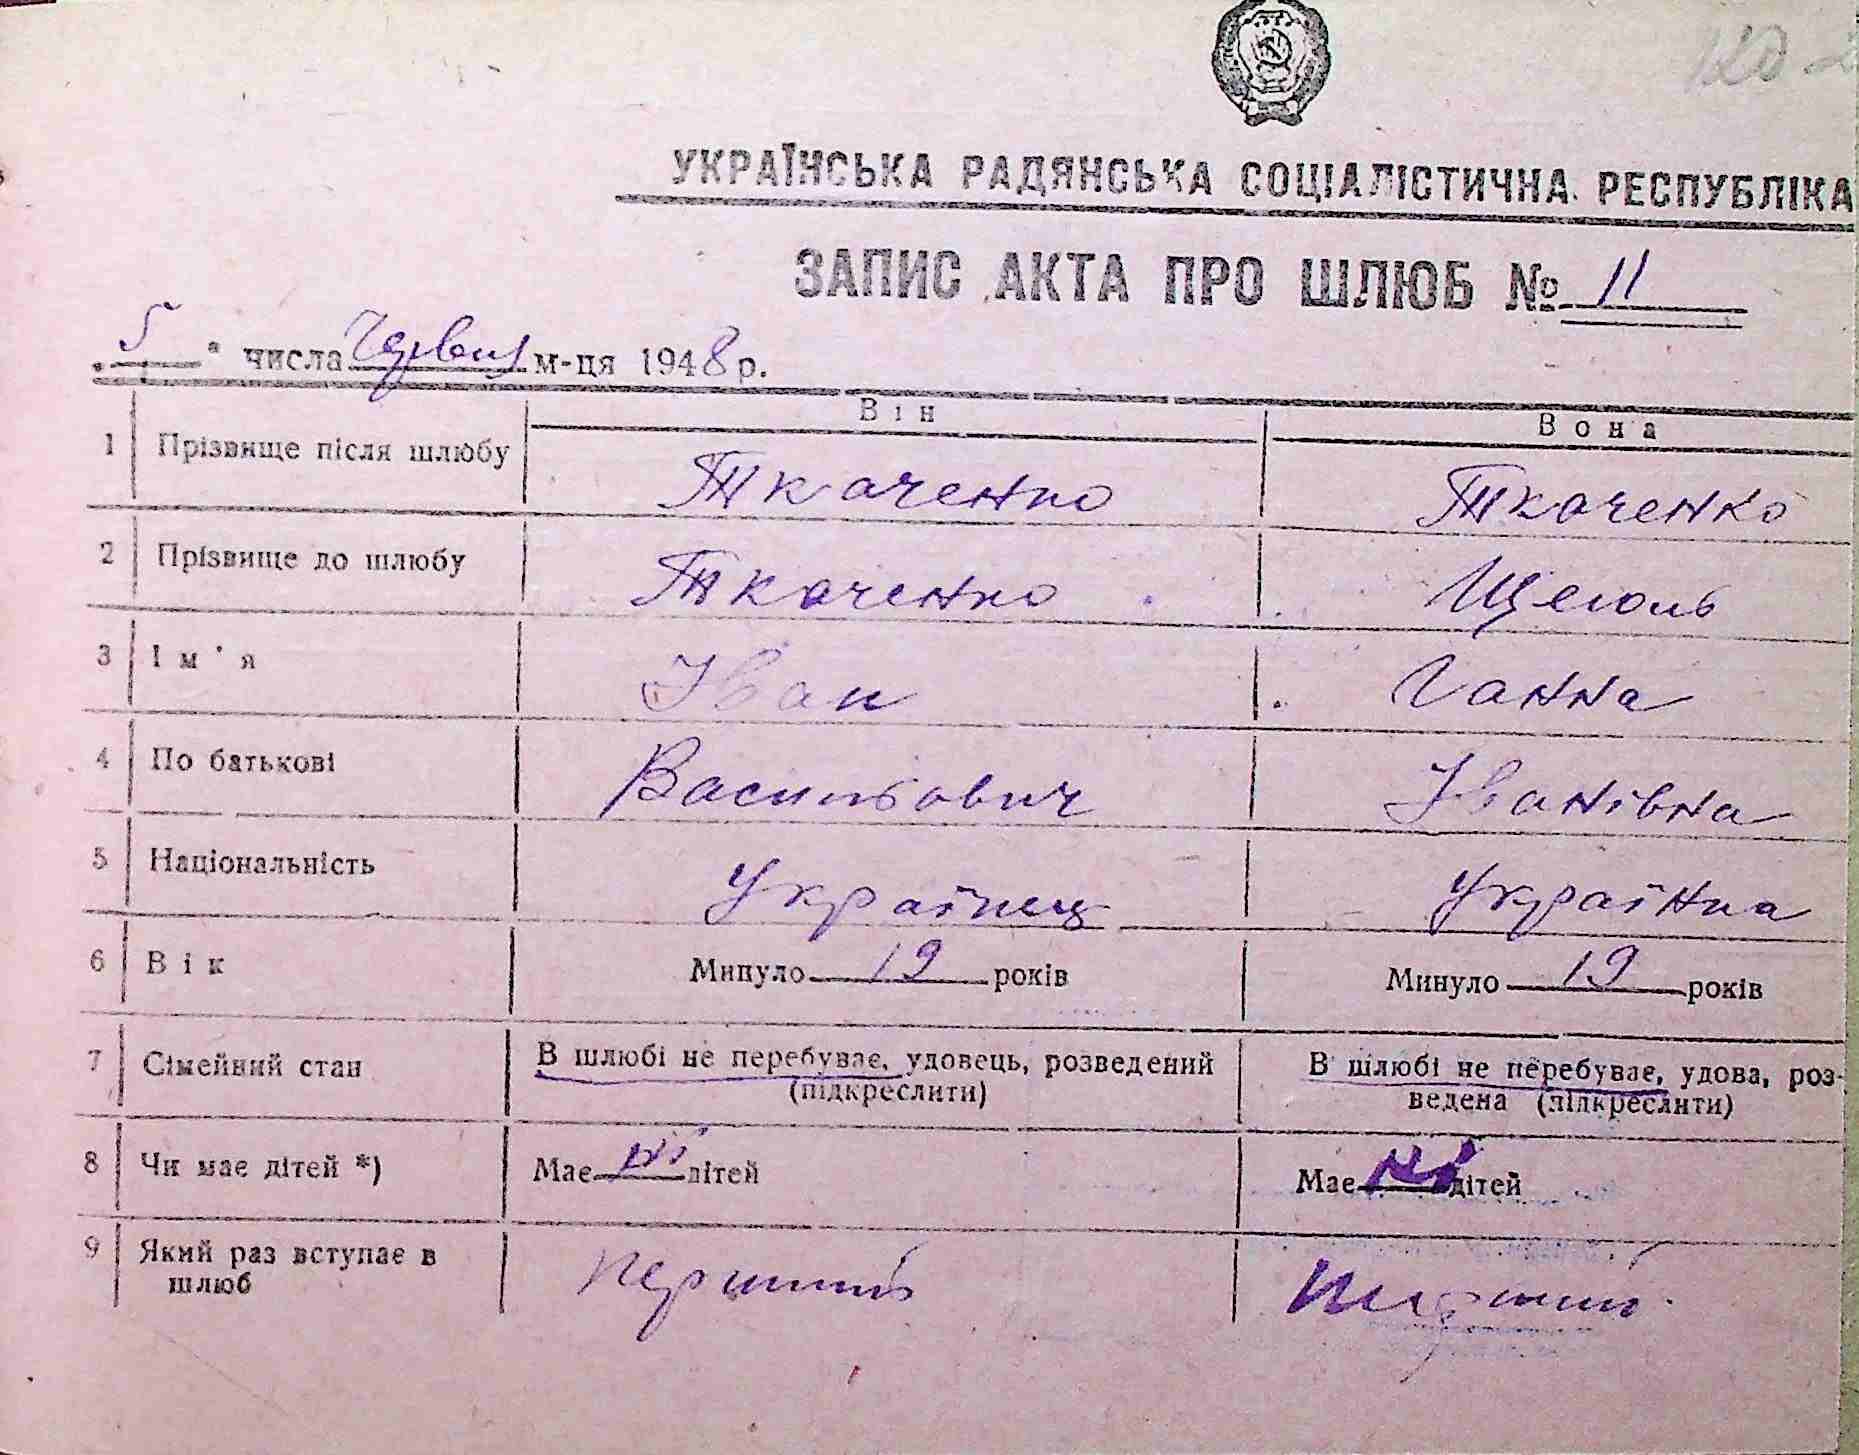 УКРАЇНСЬКА РАДЯНСЬКА СОЦІАЛІСТИЧНА РЕСПУБЛІКА
ЗАПИС АКТА ПРО ШЛЮБ № 11
„5“ числа Червня м-ця 1948 р.
Він Вона
1 Прізвище після шлюбу Ткаченко Ткаченко
2 Прізвище до шлюбу Ткаченко Щеголь
3 Ім'я Іван Ганна
4 По батькові Васильович Іванівна
5 Національність Українець Українка
6 Вік Минуло 19 років Минуло 19 років
7 Сімейний стан В шлюбі не перебуває, удовець, розведений В шлюбі не перебуває, удова, роз-
(підкреслити) ведена (підкреслити)
8 Чи має дітей *) Має ні дітей Має ні дітей
9 Який раз вступає в перший перший
шлюб